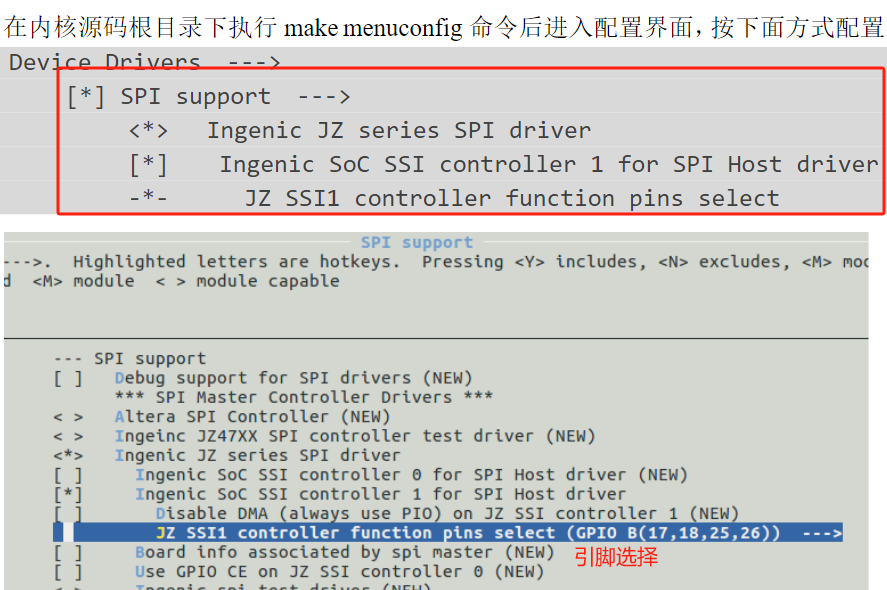 在内核源码根目录下执行 make menuconfig 命令后进入配置界面，按下面方式配置
Device Drivers --->
[*] SPI support --->
<*> Ingenic JZ series SPI driver
[*] Ingenic SoC SSI controller 1 for SPI Host driver
-*- JZ SSI1 controller function pins select
SPI support
--->. Highlighted letters are hotkeys. Pressing <Y> includes, <N> excludes, <M> moc
d <M> module < > module capable
--- SPI support
[ ] Debug support for SPI drivers (NEW)
*** SPI Master Controller Drivers ***
< > Altera SPI Controller (NEW)
< > Ingeinc JZ47XX SPI controller test driver (NEW)
<*> Ingenic JZ series SPI driver
[ ] Ingenic SoC SSI controller 0 for SPI Host driver (NEW)
[*] Ingenic SoC SSI controller 1 for SPI Host driver
[ ] Disable DMA (always use PIO) on JZ SSI controller 1 (NEW)
JZ SSI1 controller function pins select (GPIO B(17,18,25,26)) --->
[ ] Board info associated by spi master (NEW) 引脚选择
[ ] Use GPIO CE on JZ SSI controller 0 (NEW)
< > Ingenic spi test driver (NEW)